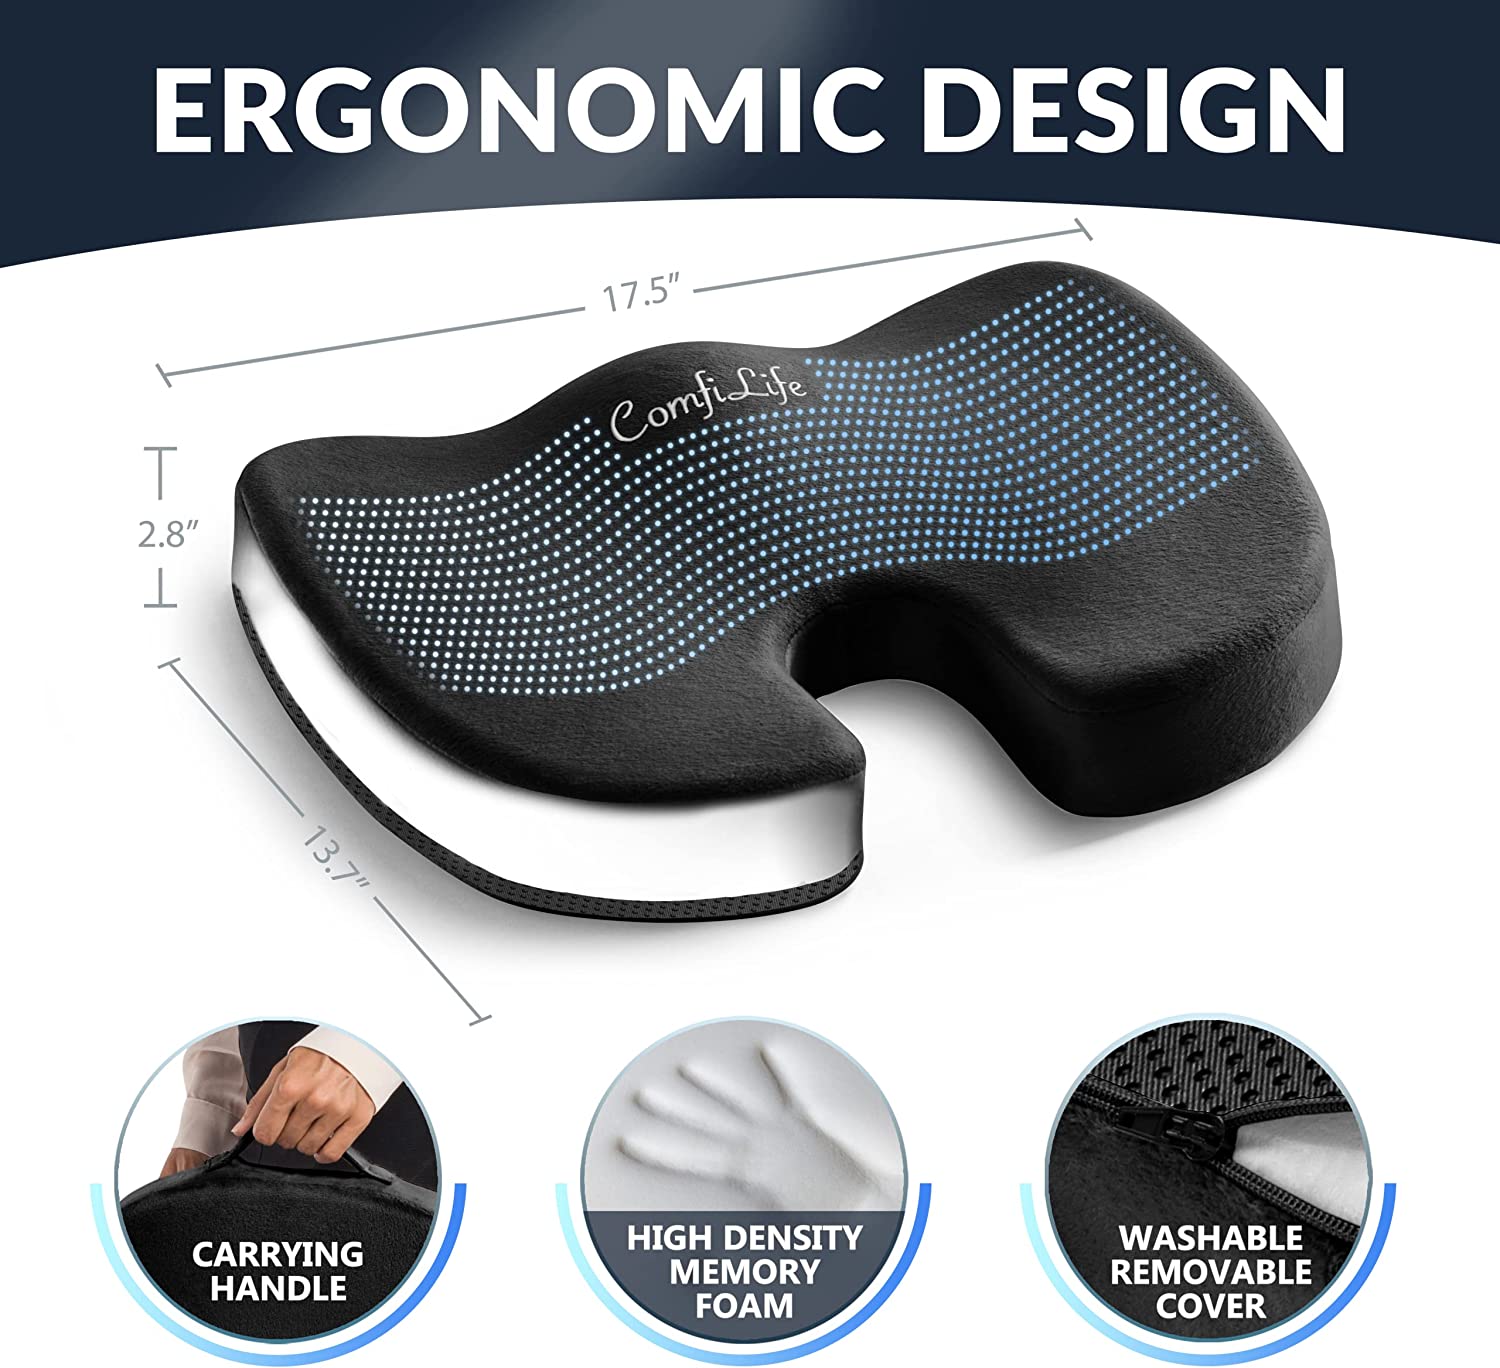 ERGONOMIC DESIGN
17.5"
ComfiLife
2.8"
13.7"
CARRYING
HANDLE
HIGH DENSITY
MEMORY
FOAM
WASHABLE
REMOVABLE
COVER